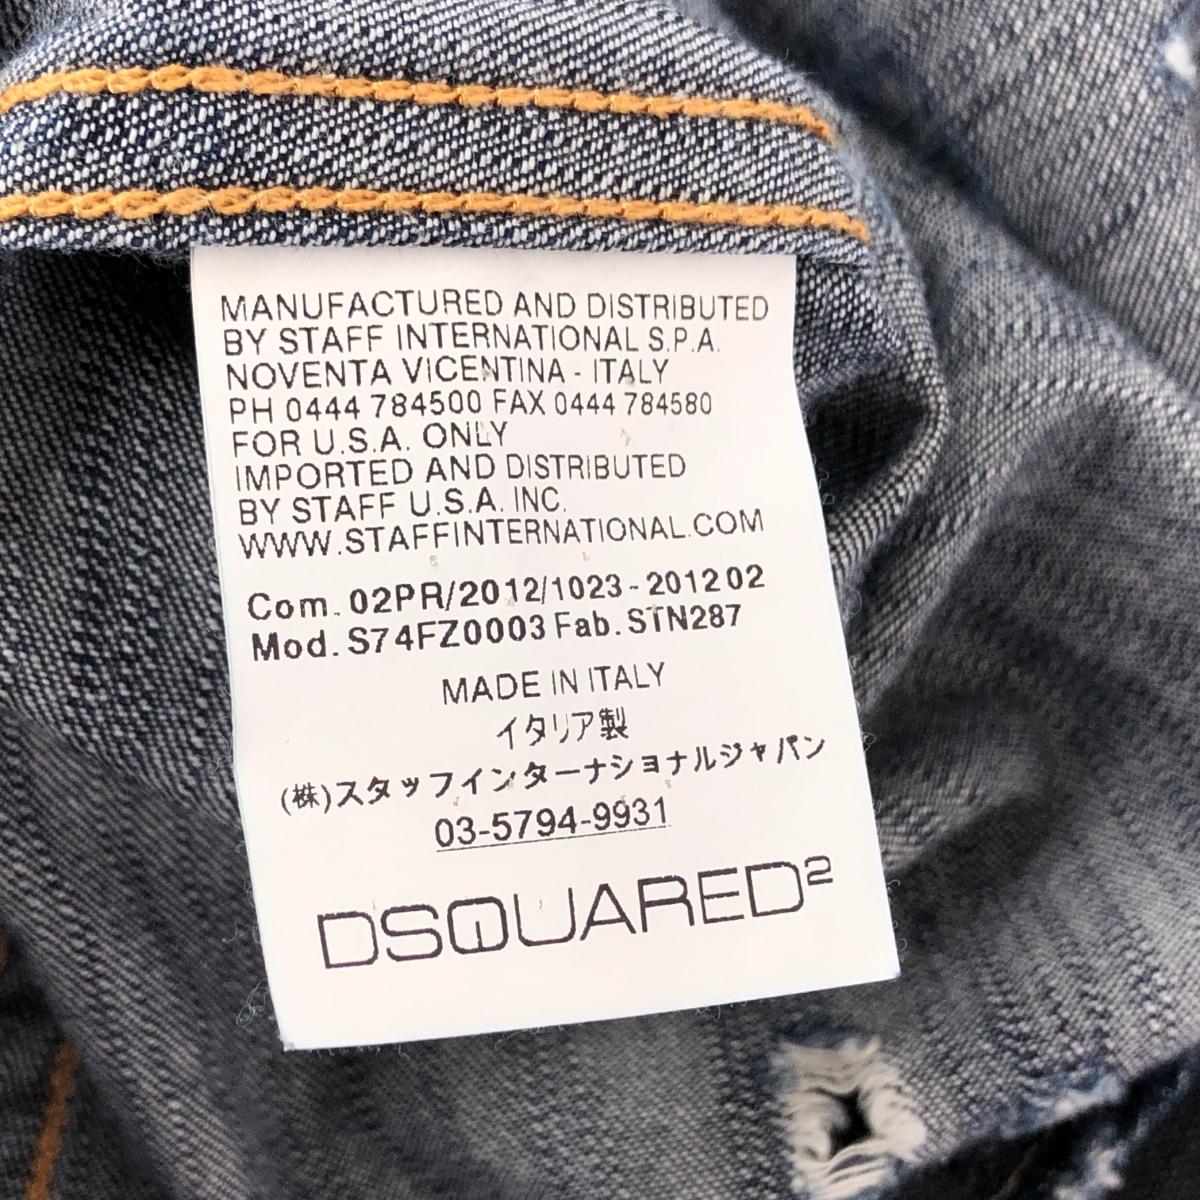 MANUFACTURED AND DISTRIBUTED
BY STAFF INTERNATIONAL S.P.A.
NOVENTA VICENTINA - ITALY
PH 0444 784500 FAX 0444 784580
FOR U.S.A. ONLY
IMPORTED AND DISTRIBUTED
BY STAFF U.S.A. INC.
WWW.STAFFINTERNATIONAL.COM
Com. 02PR/2012/1023 - 2012 02
Mod. S74FZ0003 Fab. STN287
MADE IN ITALY
イタリア製
(株)スタッフインターナショナルジャパン
03-5794-9931
DSQUARED²